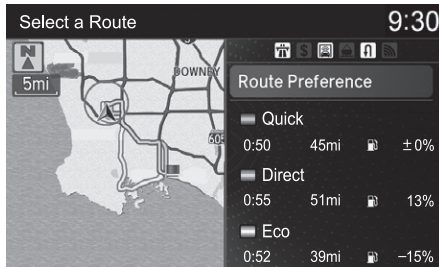 Select a Route 9:30
N
5mi
DOWNEY
605
$
Route Preference
Quick
0:50 45mi ±0%
Direct
0:55 51mi 13%
Eco
0:52 39mi –15%